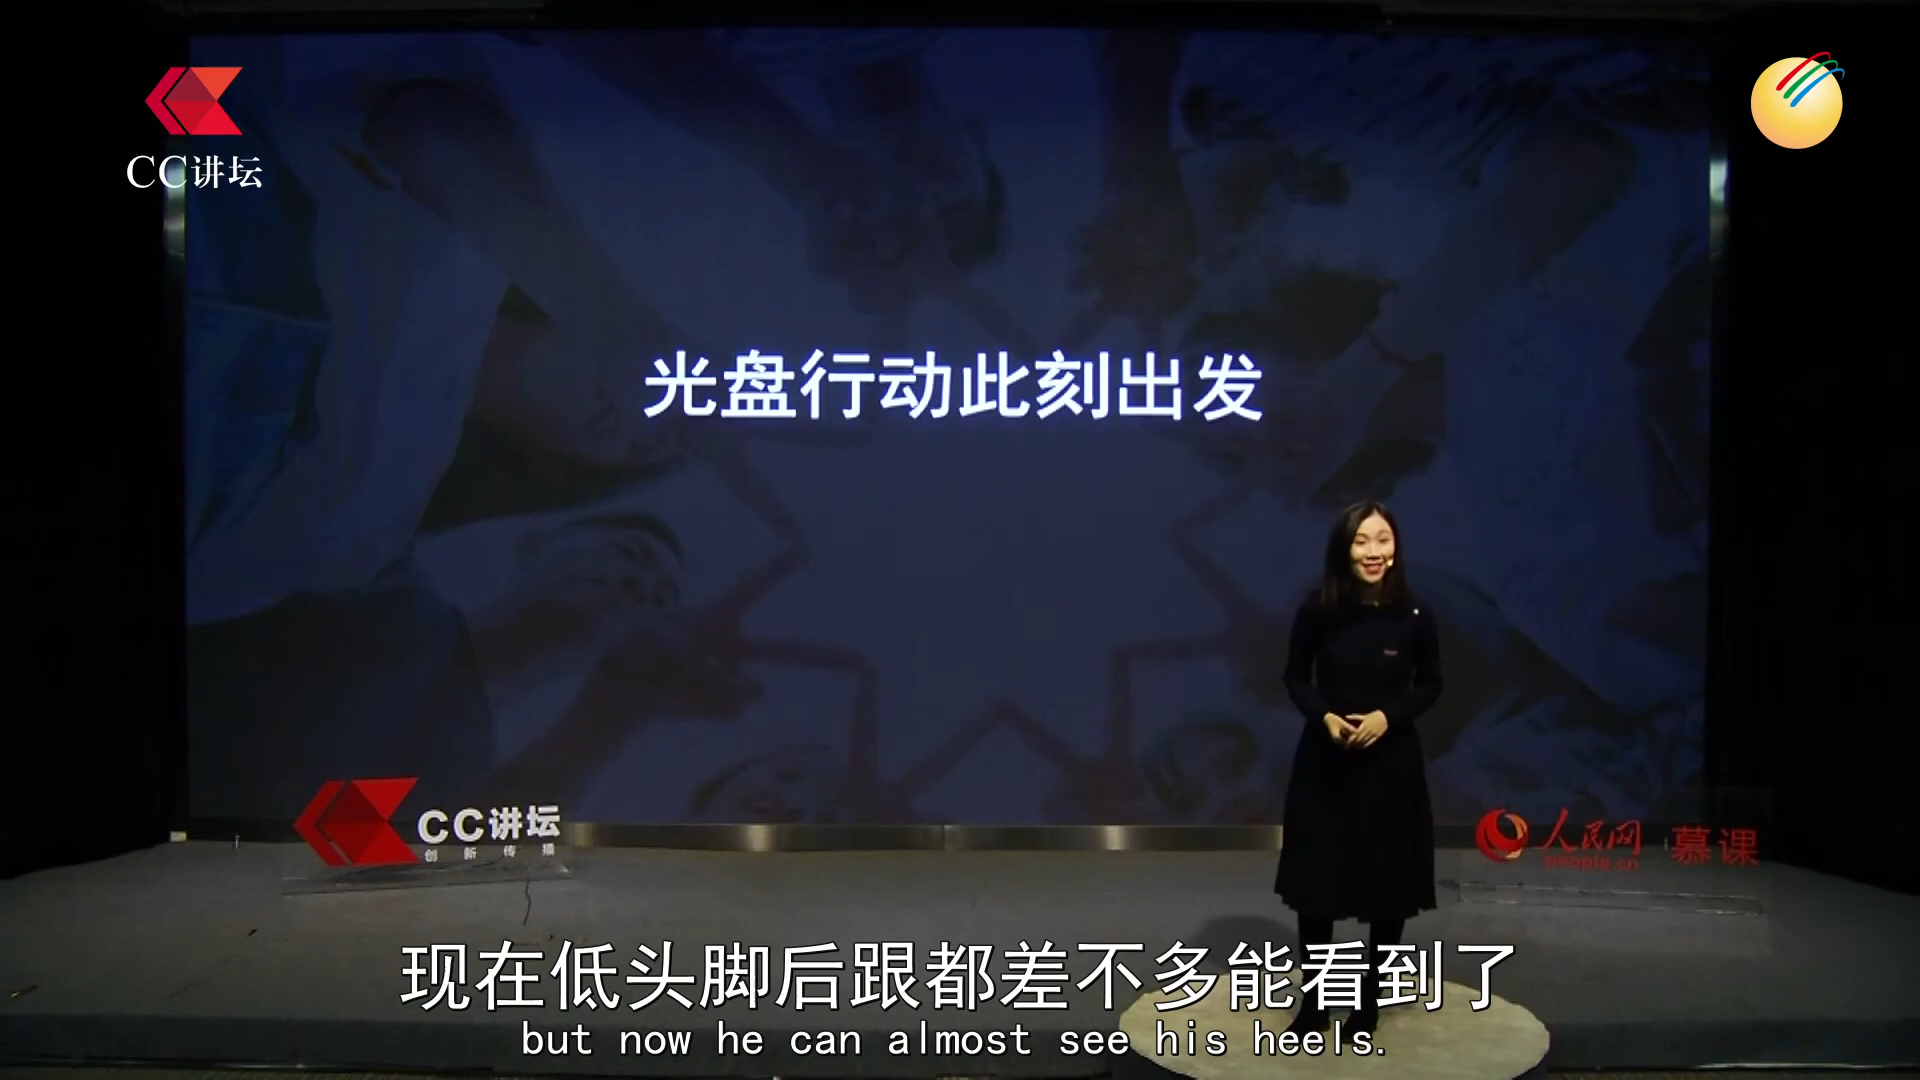 CC讲坛
光盘行动此刻出发
CC讲坛
创新传播
人民网
people.cn
慕课
现在低头脚后跟都差不多能看到了
but now he can almost see his heels.